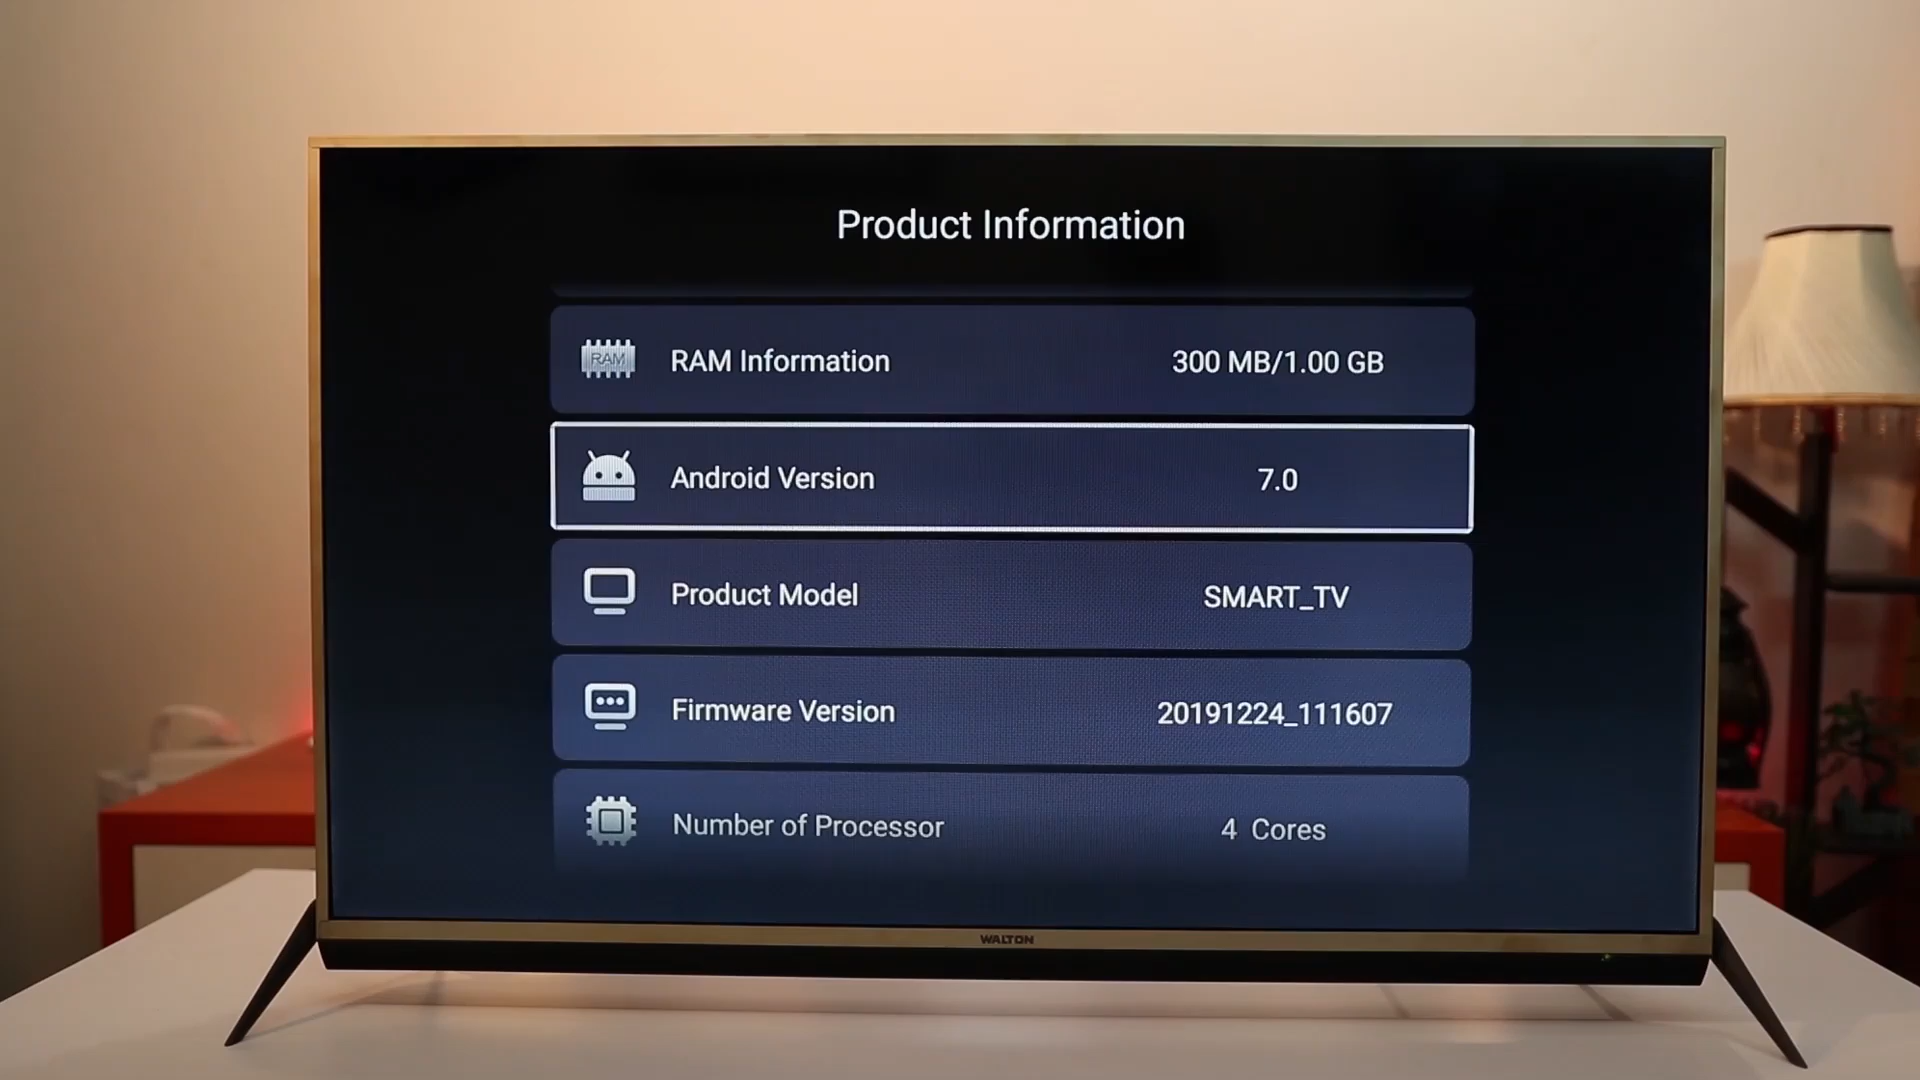 Product Information
RAM
RAM Information 300 MB/1.00 GB
Android Version 7.0
Product Model SMART_TV
Firmware Version 20191224_111607
Number of Processor 4 Cores
WALTON